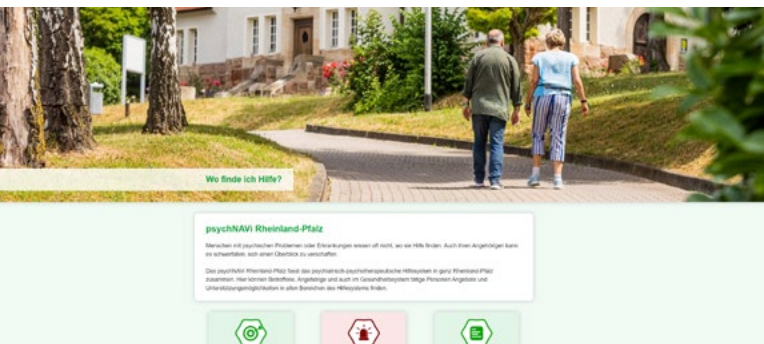 Wo finde ich Hilfe?
psychNAVi Rheinland-Pfalz
Menschen mit psychischen Problemen oder Erkrankungen wissen oft nicht, wo sie Hilfe finden. Auch ihren Angehörigen kann
es schwerfallen, sich einen Überblick zu verschaffen.
Das psychNAVi Rheinland-Pfalz fasst das psychiatrisch-psychotherapeutische Hilfesystem in ganz Rheinland-Pfalz
zusammen. Hier können Betroffene, Angehörige und auch im Gesundheitssystem tätige Personen Angebote und
Unterstützungsmöglichkeiten in allen Bereichen des Hilfesystems finden.